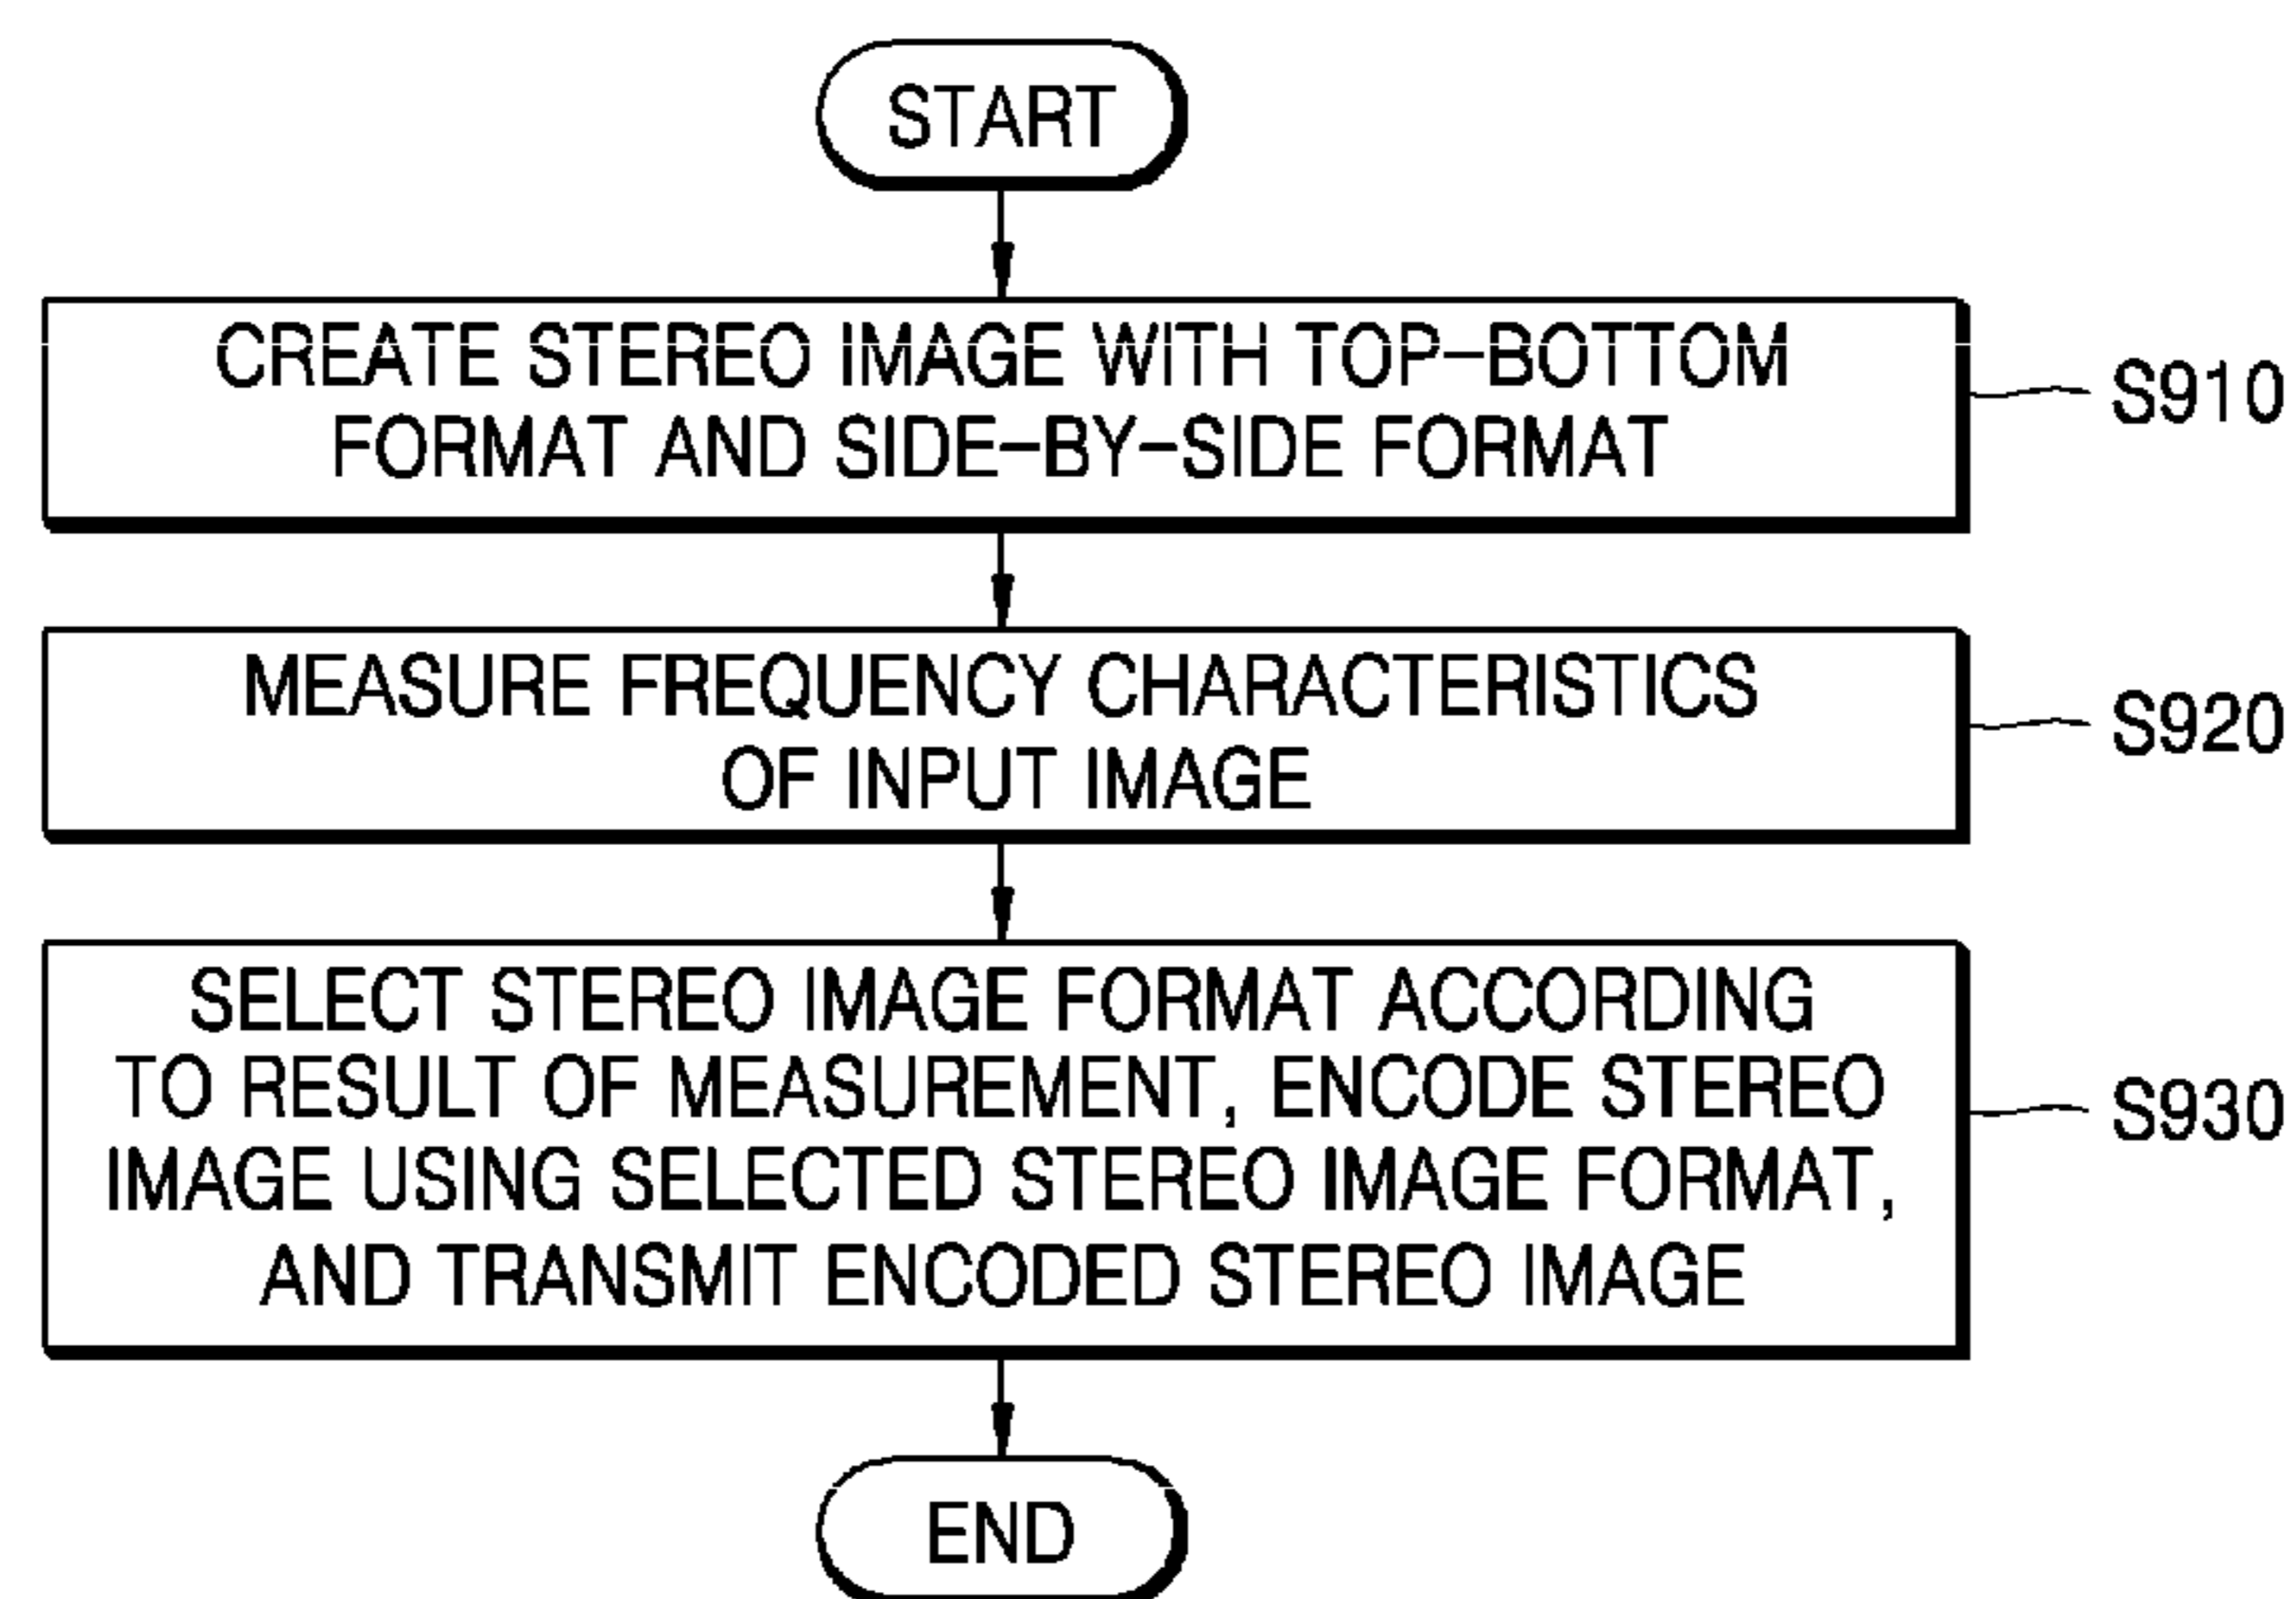 START
CREATE STEREO IMAGE WITH TOP-BOTTOM
FORMAT AND SIDE-BY-SIDE FORMAT
S910
MEASURE FREQUENCY CHARACTERISTICS
OF INPUT IMAGE
S920
SELECT STEREO IMAGE FORMAT ACCORDING
TO RESULT OF MEASUREMENT, ENCODE STEREO
IMAGE USING SELECTED STEREO IMAGE FORMAT,
AND TRANSMIT ENCODED STEREO IMAGE
S930
END